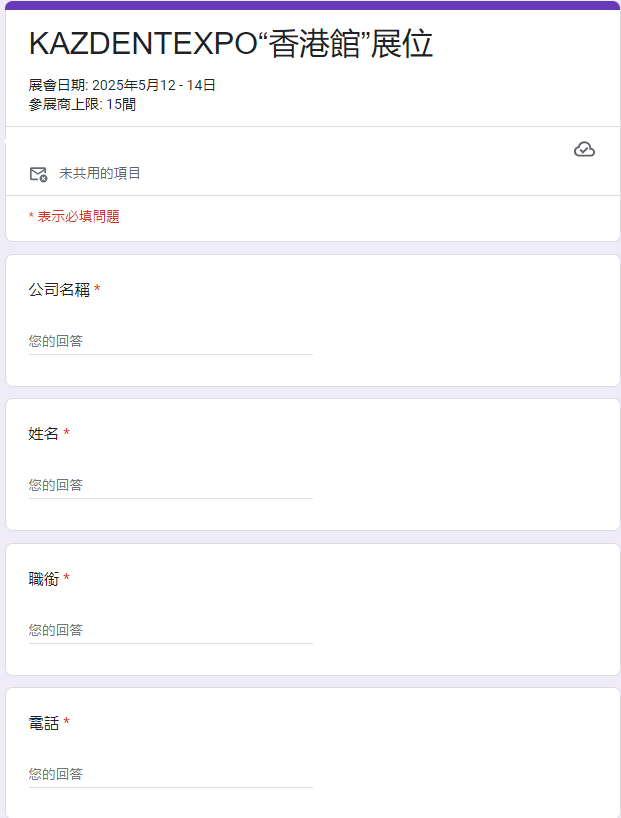 KAZDENTEXPO“香港館”展位
展會日期: 2025年5月12 - 14日
參展商上限: 15間
未共用的項目
* 表示必填問題
公司名稱 *
您的回答
姓名 *
您的回答
職銜 *
您的回答
電話 *
您的回答